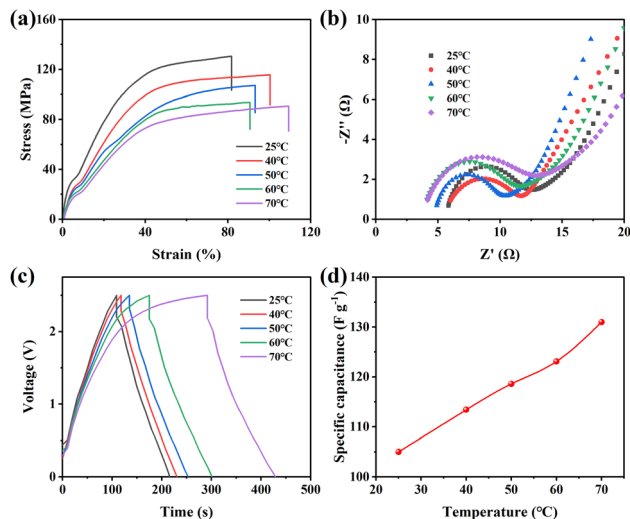 (a)
160
120
80
40
0
Stress (MPa)
0 40 80 120
Strain (%)
25℃
40℃
50℃
60℃
70℃
(b)
10
8
6
4
2
0
-Z'' (Ω)
0 5 10 15 20
Z' (Ω)
25℃
40℃
50℃
60℃
70℃
(c)
2
1
0
Voltage (V)
0 100 200 300 400 500
Time (s)
25℃
40℃
50℃
60℃
70℃
(d)
140
130
120
110
100
Specific capacitance (F g⁻¹)
20 30 40 50 60 70
Temperature (℃)